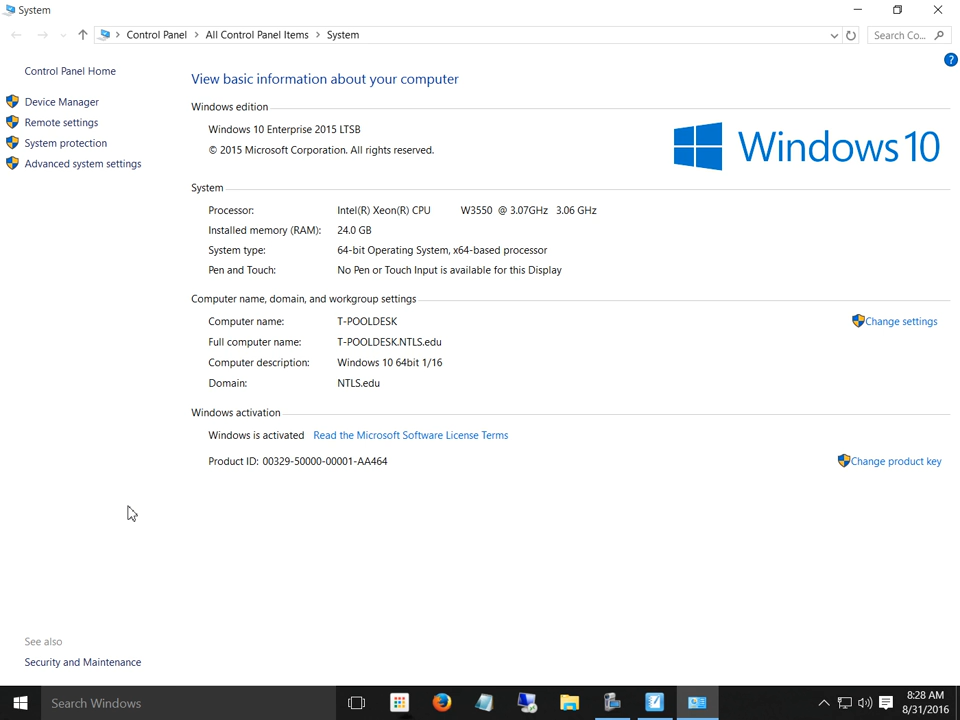 System
Control Panel > All Control Panel Items > System
Search Co...
Control Panel Home
Device Manager
Remote settings
System protection
Advanced system settings
View basic information about your computer
Windows edition
Windows 10 Enterprise 2015 LTSB
© 2015 Microsoft Corporation. All rights reserved.
Windows 10
System
Processor: Intel(R) Xeon(R) CPU W3550 @ 3.07GHz 3.06 GHz
Installed memory (RAM): 24.0 GB
System type: 64-bit Operating System, x64-based processor
Pen and Touch: No Pen or Touch Input is available for this Display
Computer name, domain, and workgroup settings
Computer name: T-POOLDESK
Change settings
Full computer name: T-POOLDESK.NTLS.edu
Computer description: Windows 10 64bit 1/16
Domain: NTLS.edu
Windows activation
Windows is activated Read the Microsoft Software License Terms
Product ID: 00329-50000-00001-AA464
Change product key
See also
Security and Maintenance
Search Windows
8:28 AM
8/31/2016